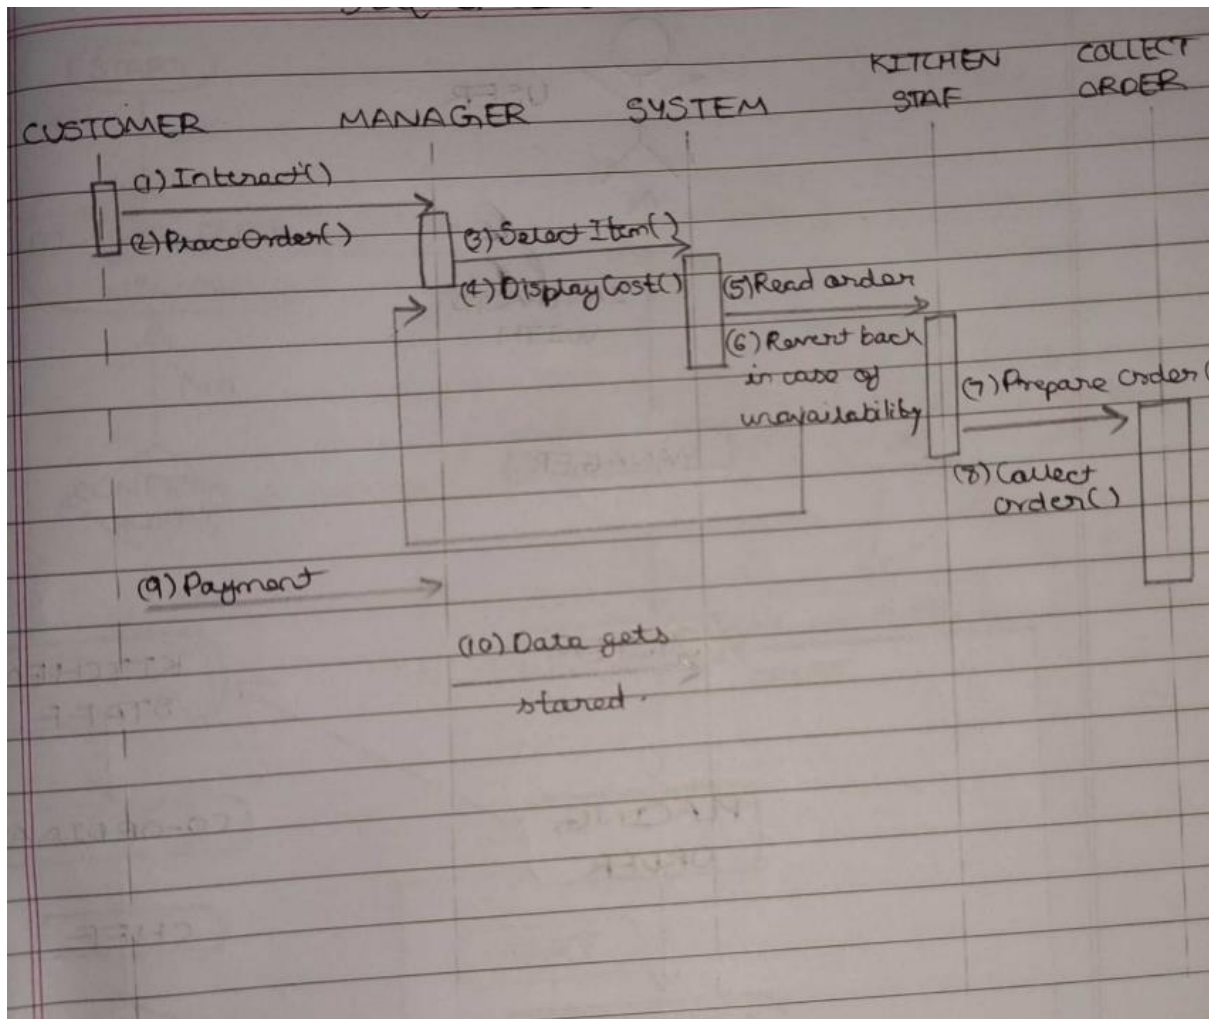 KITCHEN COLLECT
CUSTOMER MANAGER SYSTEM STAF ORDER
(1) Interact()
(2) PlaceOrder() (3) Select Item()
(4) Display Cost() (5) Read order
(6) Revert back
in case of (7) Prepare Order(
unavailability
(8) Collect
order()
(9) Payment
(10) Data gets
stored.